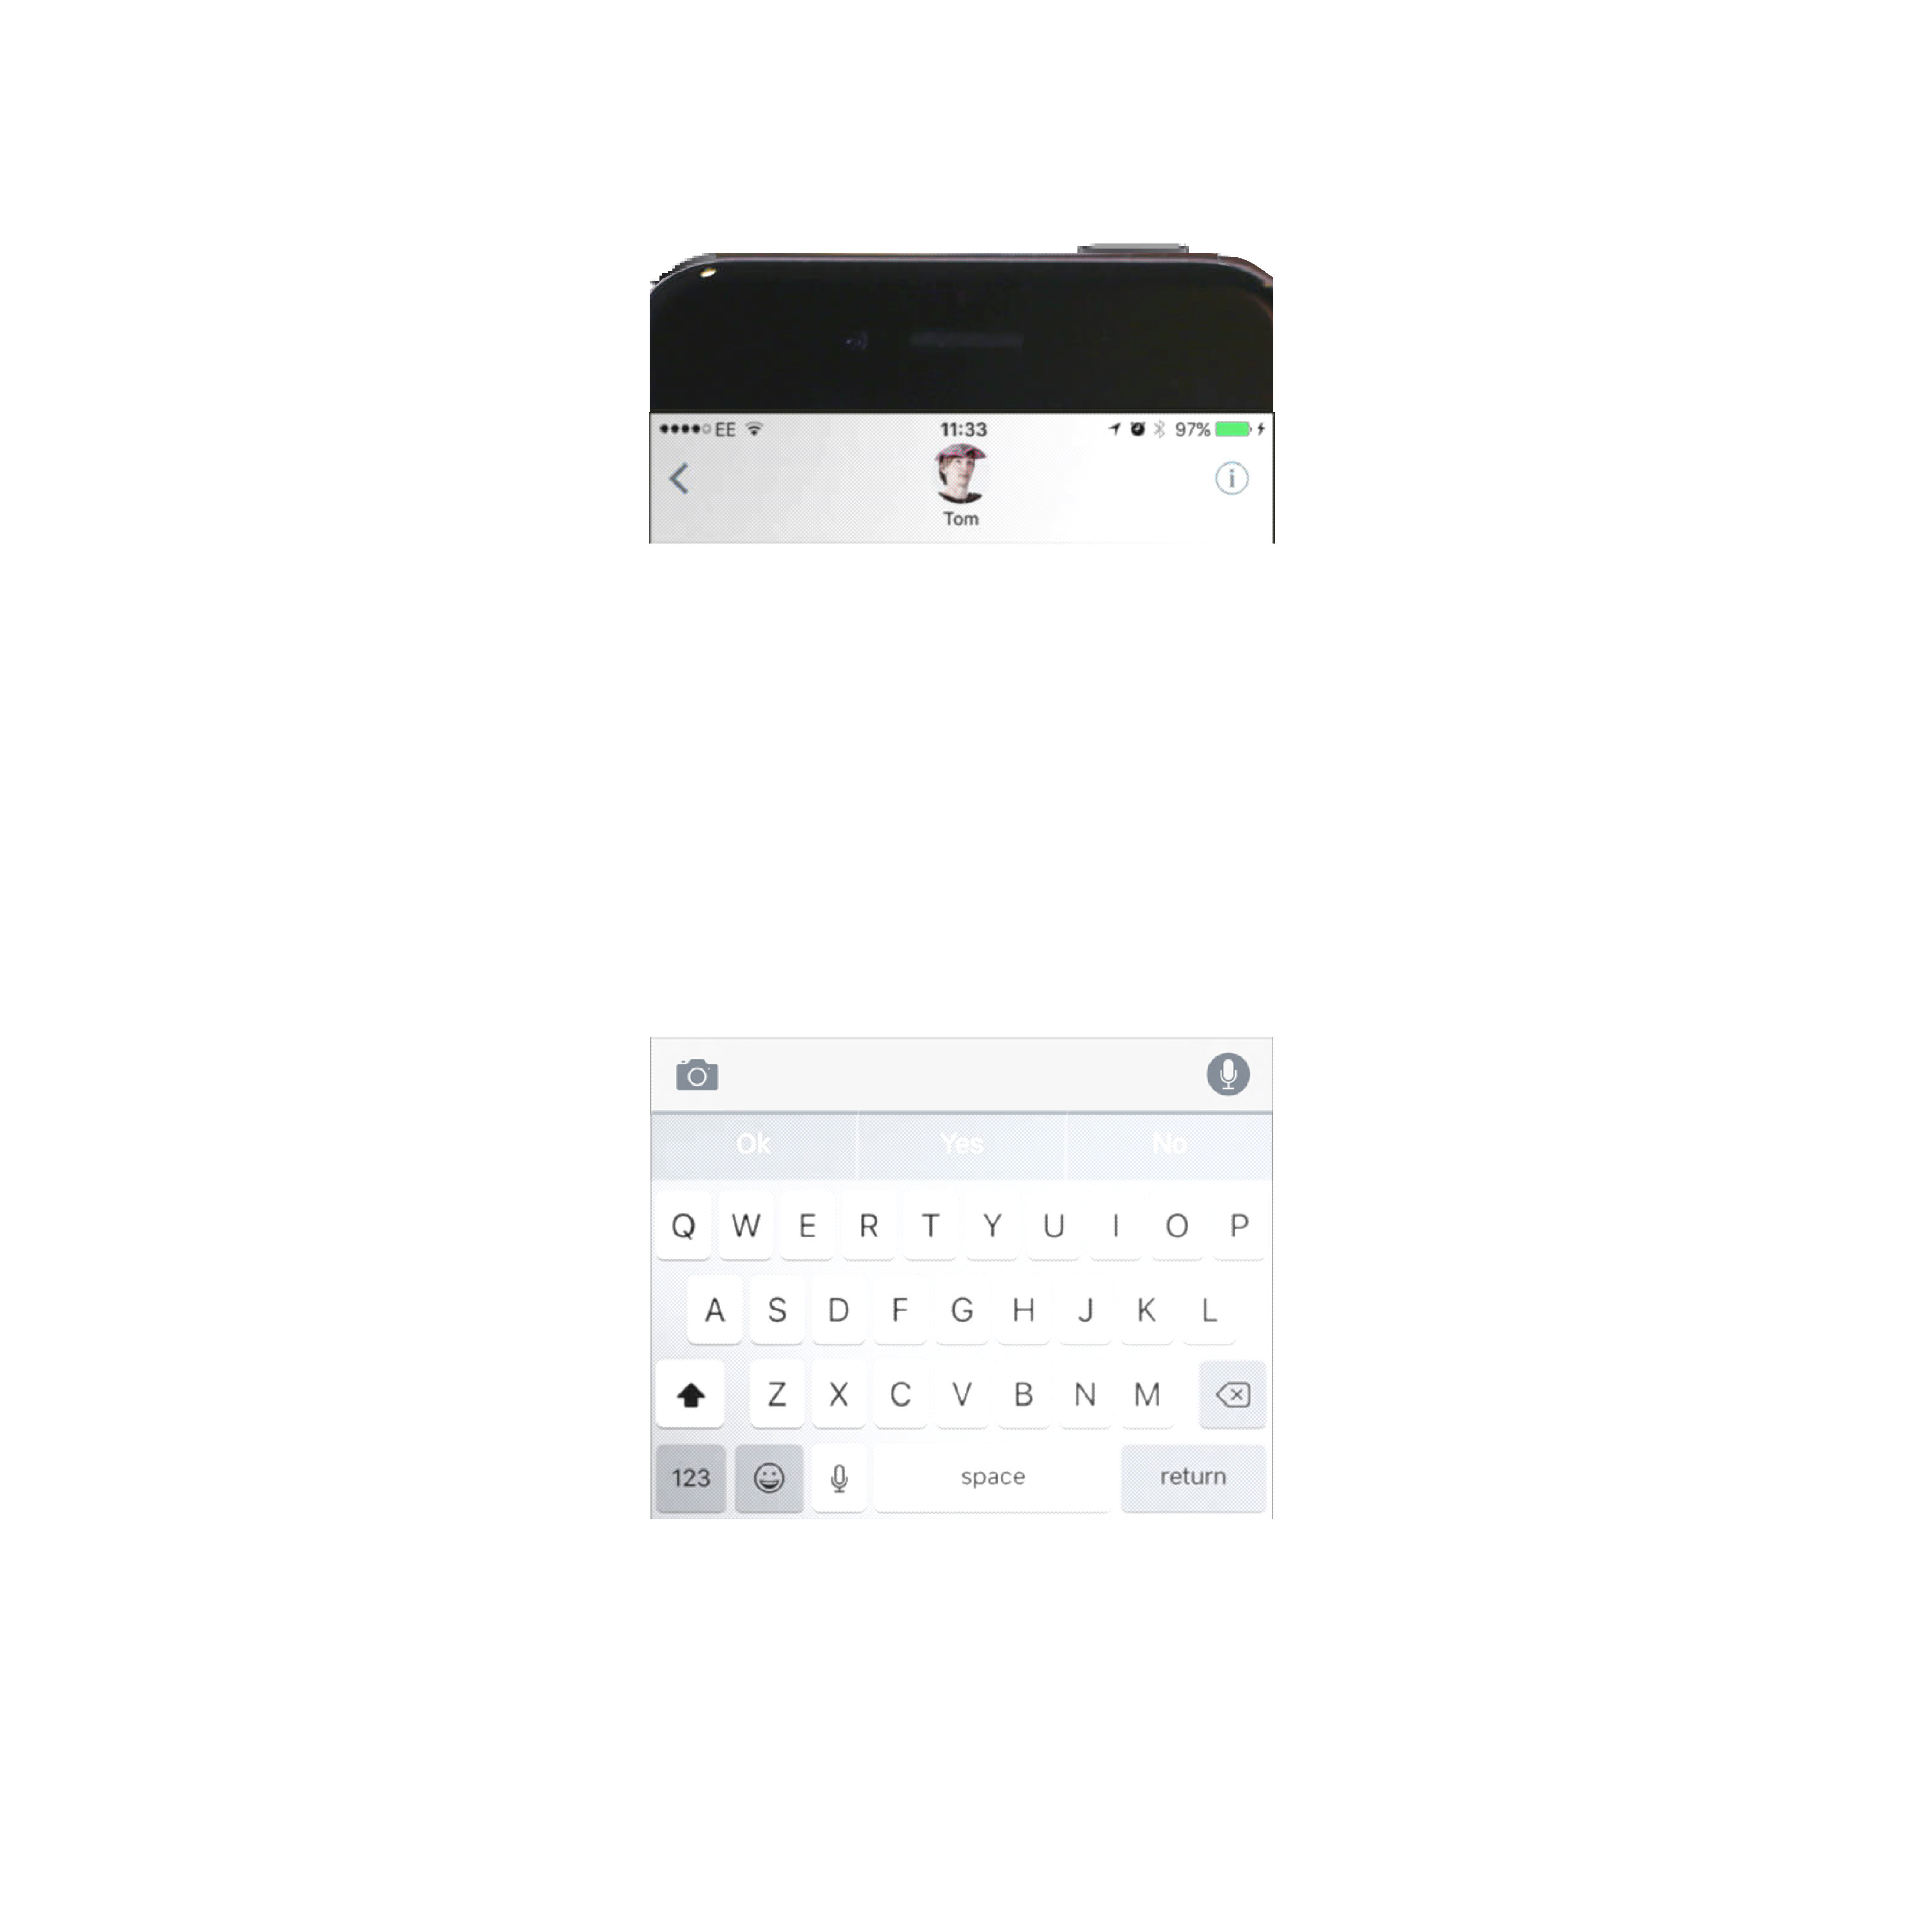 EE 11:33 97%
Tom
Ok Yes No
Q W E R T Y U I O P
A S D F G H J K L
Z X C V B N M
123 space return